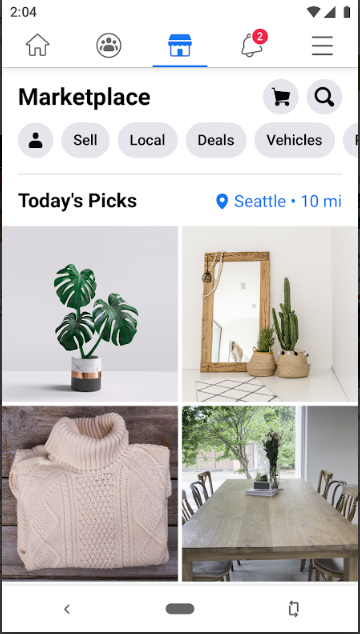 2:04
2
Marketplace
Sell Local Deals Vehicles
Today's Picks Seattle • 10 mi